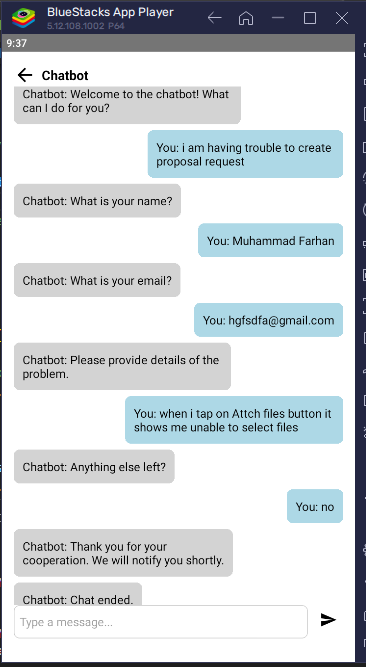 BlueStacks App Player
5.12.108.1002 P64
9:37
Chatbot
Chatbot: Welcome to the chatbot! What
can I do for you?
You: i am having trouble to create
proposal request
Chatbot: What is your name?
You: Muhammad Farhan
Chatbot: What is your email?
You: hgfsdfa@gmail.com
Chatbot: Please provide details of the
problem.
You: when i tap on Attch files button it
shows me unable to select files
Chatbot: Anything else left?
You: no
Chatbot: Thank you for your
cooperation. We will notify you shortly.
Chatbot: Chat ended.
Type a message...